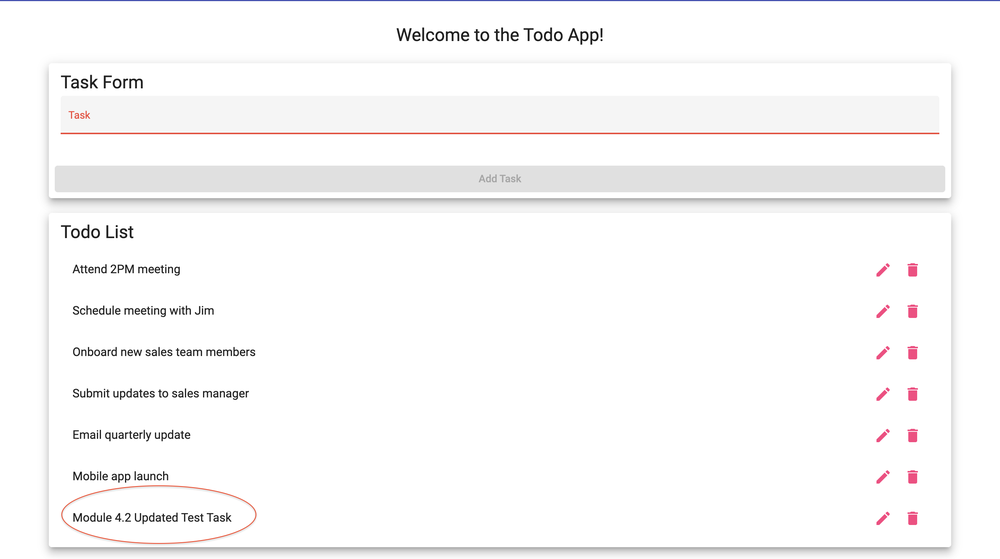 Welcome to the Todo App!
Task Form
Task
Add Task
Todo List
Attend 2PM meeting
Schedule meeting with Jim
Onboard new sales team members
Submit updates to sales manager
Email quarterly update
Mobile app launch
Module 4.2 Updated Test Task